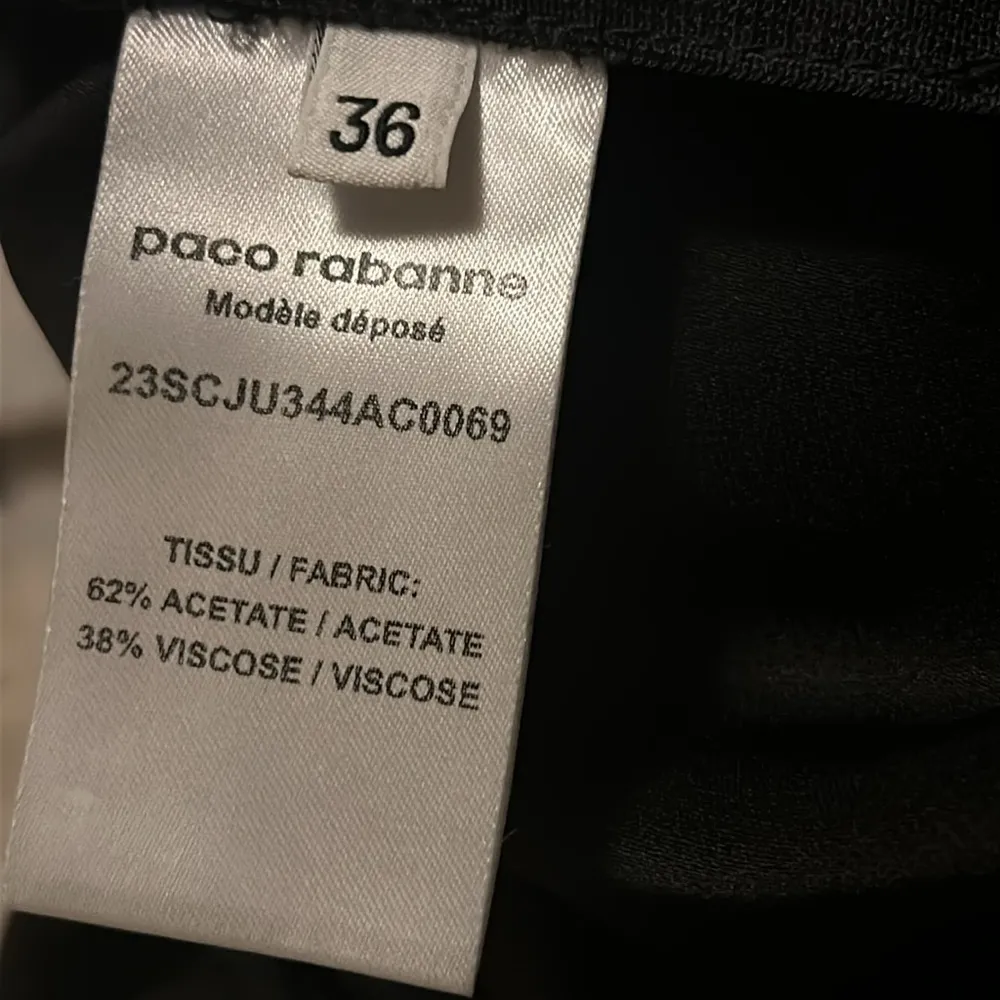 36
paco rabanne
Modèle déposé
23SCJU344AC0069
TISSU / FABRIC:
62% ACETATE / ACETATE
38% VISCOSE / VISCOSE